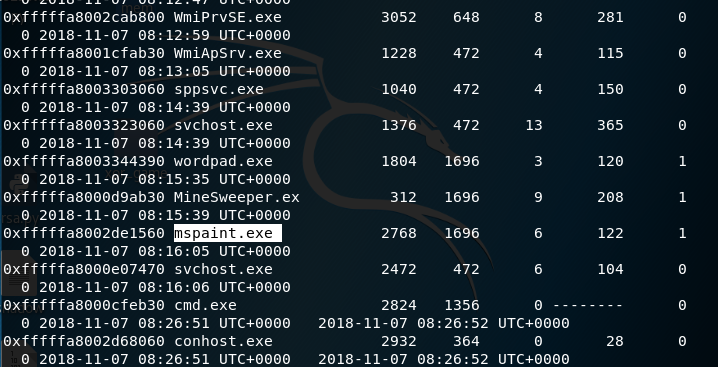 0xfffffa8002cab800 WmiPrvSE.exe 3052 648 8 281 0
0 2018-11-07 08:12:59 UTC+0000
0xfffffa8001cfab30 WmiApSrv.exe 1228 472 4 115 0
0 2018-11-07 08:13:05 UTC+0000
0xfffffa8003303060 sppsvc.exe 1040 472 4 150 0
0 2018-11-07 08:14:39 UTC+0000
0xfffffa8003323060 svchost.exe 1376 472 13 365 0
0 2018-11-07 08:14:39 UTC+0000
0xfffffa8003344390 wordpad.exe 1804 1696 3 120 1
0 2018-11-07 08:15:35 UTC+0000
0xfffffa8000d9ab30 MineSweeper.ex 312 1696 9 208 1
0 2018-11-07 08:15:39 UTC+0000
0xfffffa8002de1560 mspaint.exe 2768 1696 6 122 1
0 2018-11-07 08:16:05 UTC+0000
0xfffffa8000e07470 svchost.exe 2472 472 6 104 0
0 2018-11-07 08:16:06 UTC+0000
0xfffffa8000cfeb30 cmd.exe 2824 1356 0 -------- 0
0 2018-11-07 08:26:51 UTC+0000 2018-11-07 08:26:52 UTC+0000
0xfffffa8002d68060 conhost.exe 2932 364 0 28 0
0 2018-11-07 08:26:51 UTC+0000 2018-11-07 08:26:52 UTC+0000